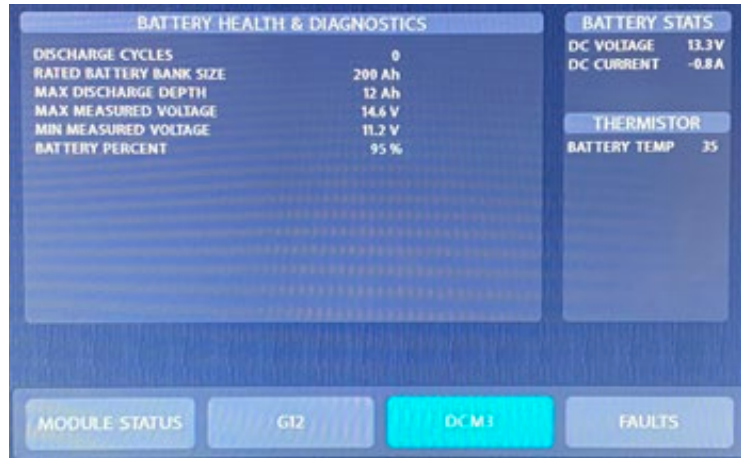 BATTERY HEALTH & DIAGNOSTICS
DISCHARGE CYCLES 0
RATED BATTERY BANK SIZE 200 Ah
MAX DISCHARGE DEPTH 12 Ah
MAX MEASURED VOLTAGE 14.6 V
MIN MEASURED VOLTAGE 11.2 V
BATTERY PERCENT 95 %
BATTERY STATS
DC VOLTAGE 13.3 V
DC CURRENT -0.8 A
THERMISTOR
BATTERY TEMP 35
MODULE STATUS
G12
DCM3
FAULTS